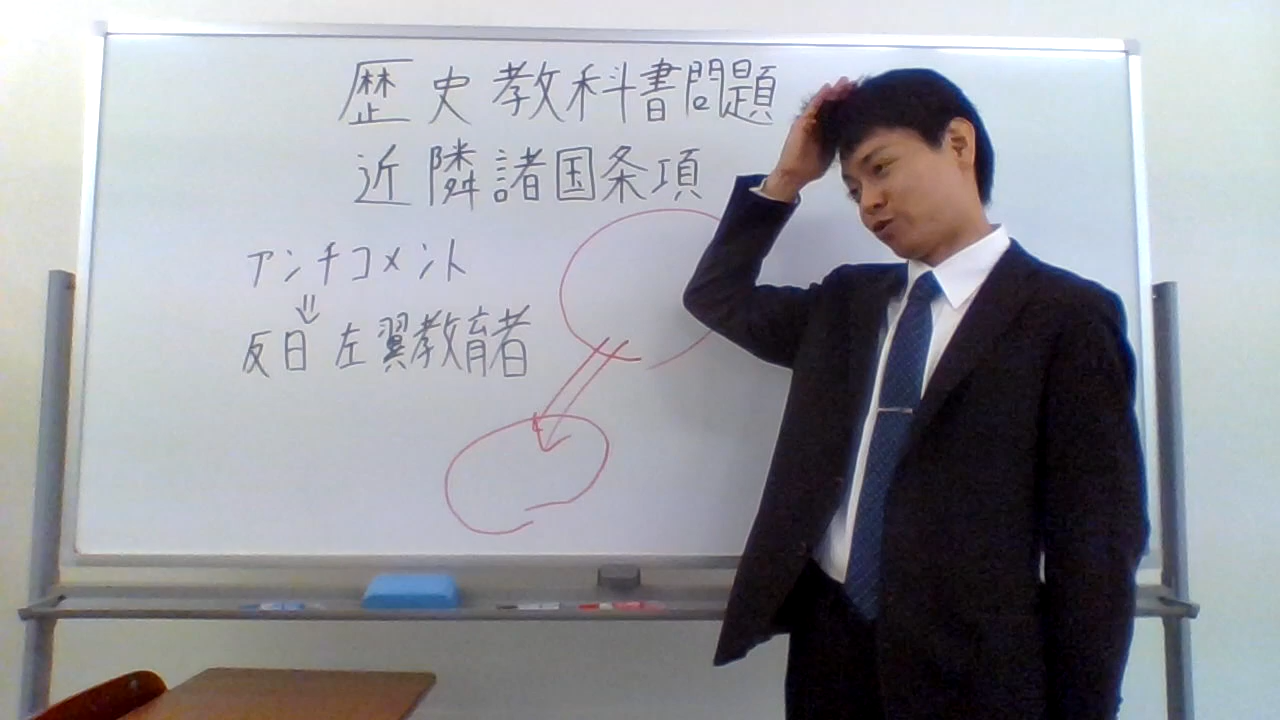 歴史教科書問題
近隣諸国条項
アンチコメント
⇓
反日左翼教育者